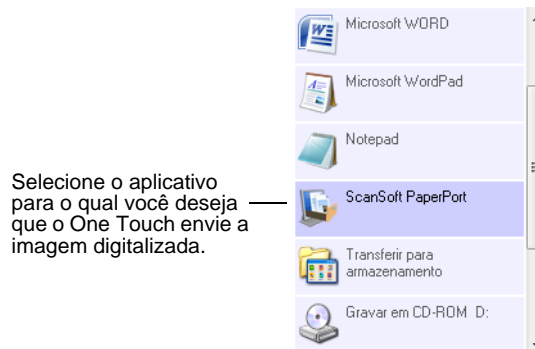 Microsoft WORD
Microsoft WordPad
Notepad
Selecione o aplicativo
para o qual você deseja
que o One Touch envie a
imagem digitalizada.
ScanSoft PaperPort
Transferir para
armazenamento
Gravar em CD-ROM D: